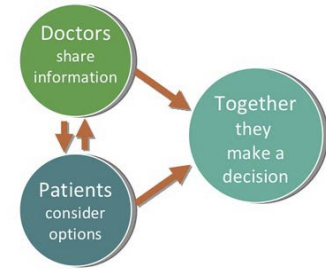 Doctors
share
information
Together
they
make a
decision
Patients
consider
options